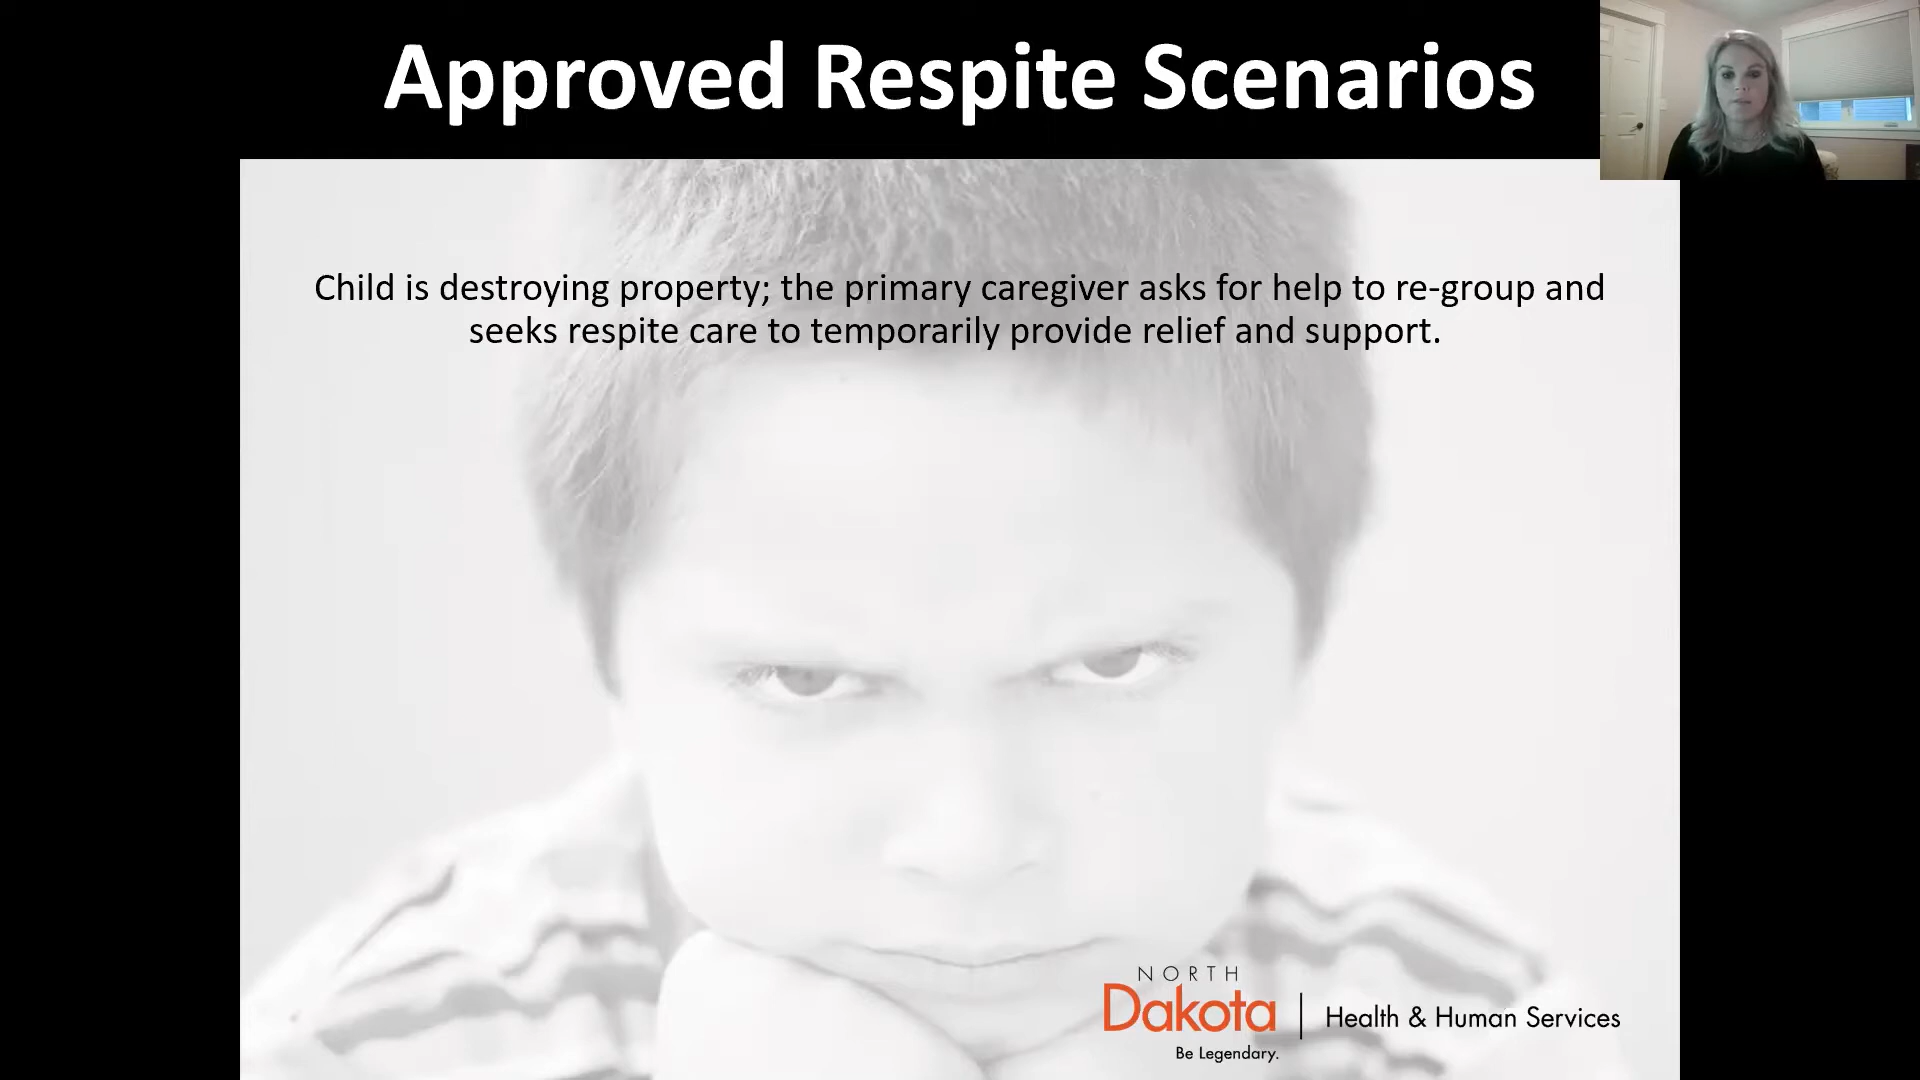 Approved Respite Scenarios
Child is destroying property; the primary caregiver asks for help to re-group and
seeks respite care to temporarily provide relief and support.
NORTH
Dakota
Be Legendary.
Health & Human Services